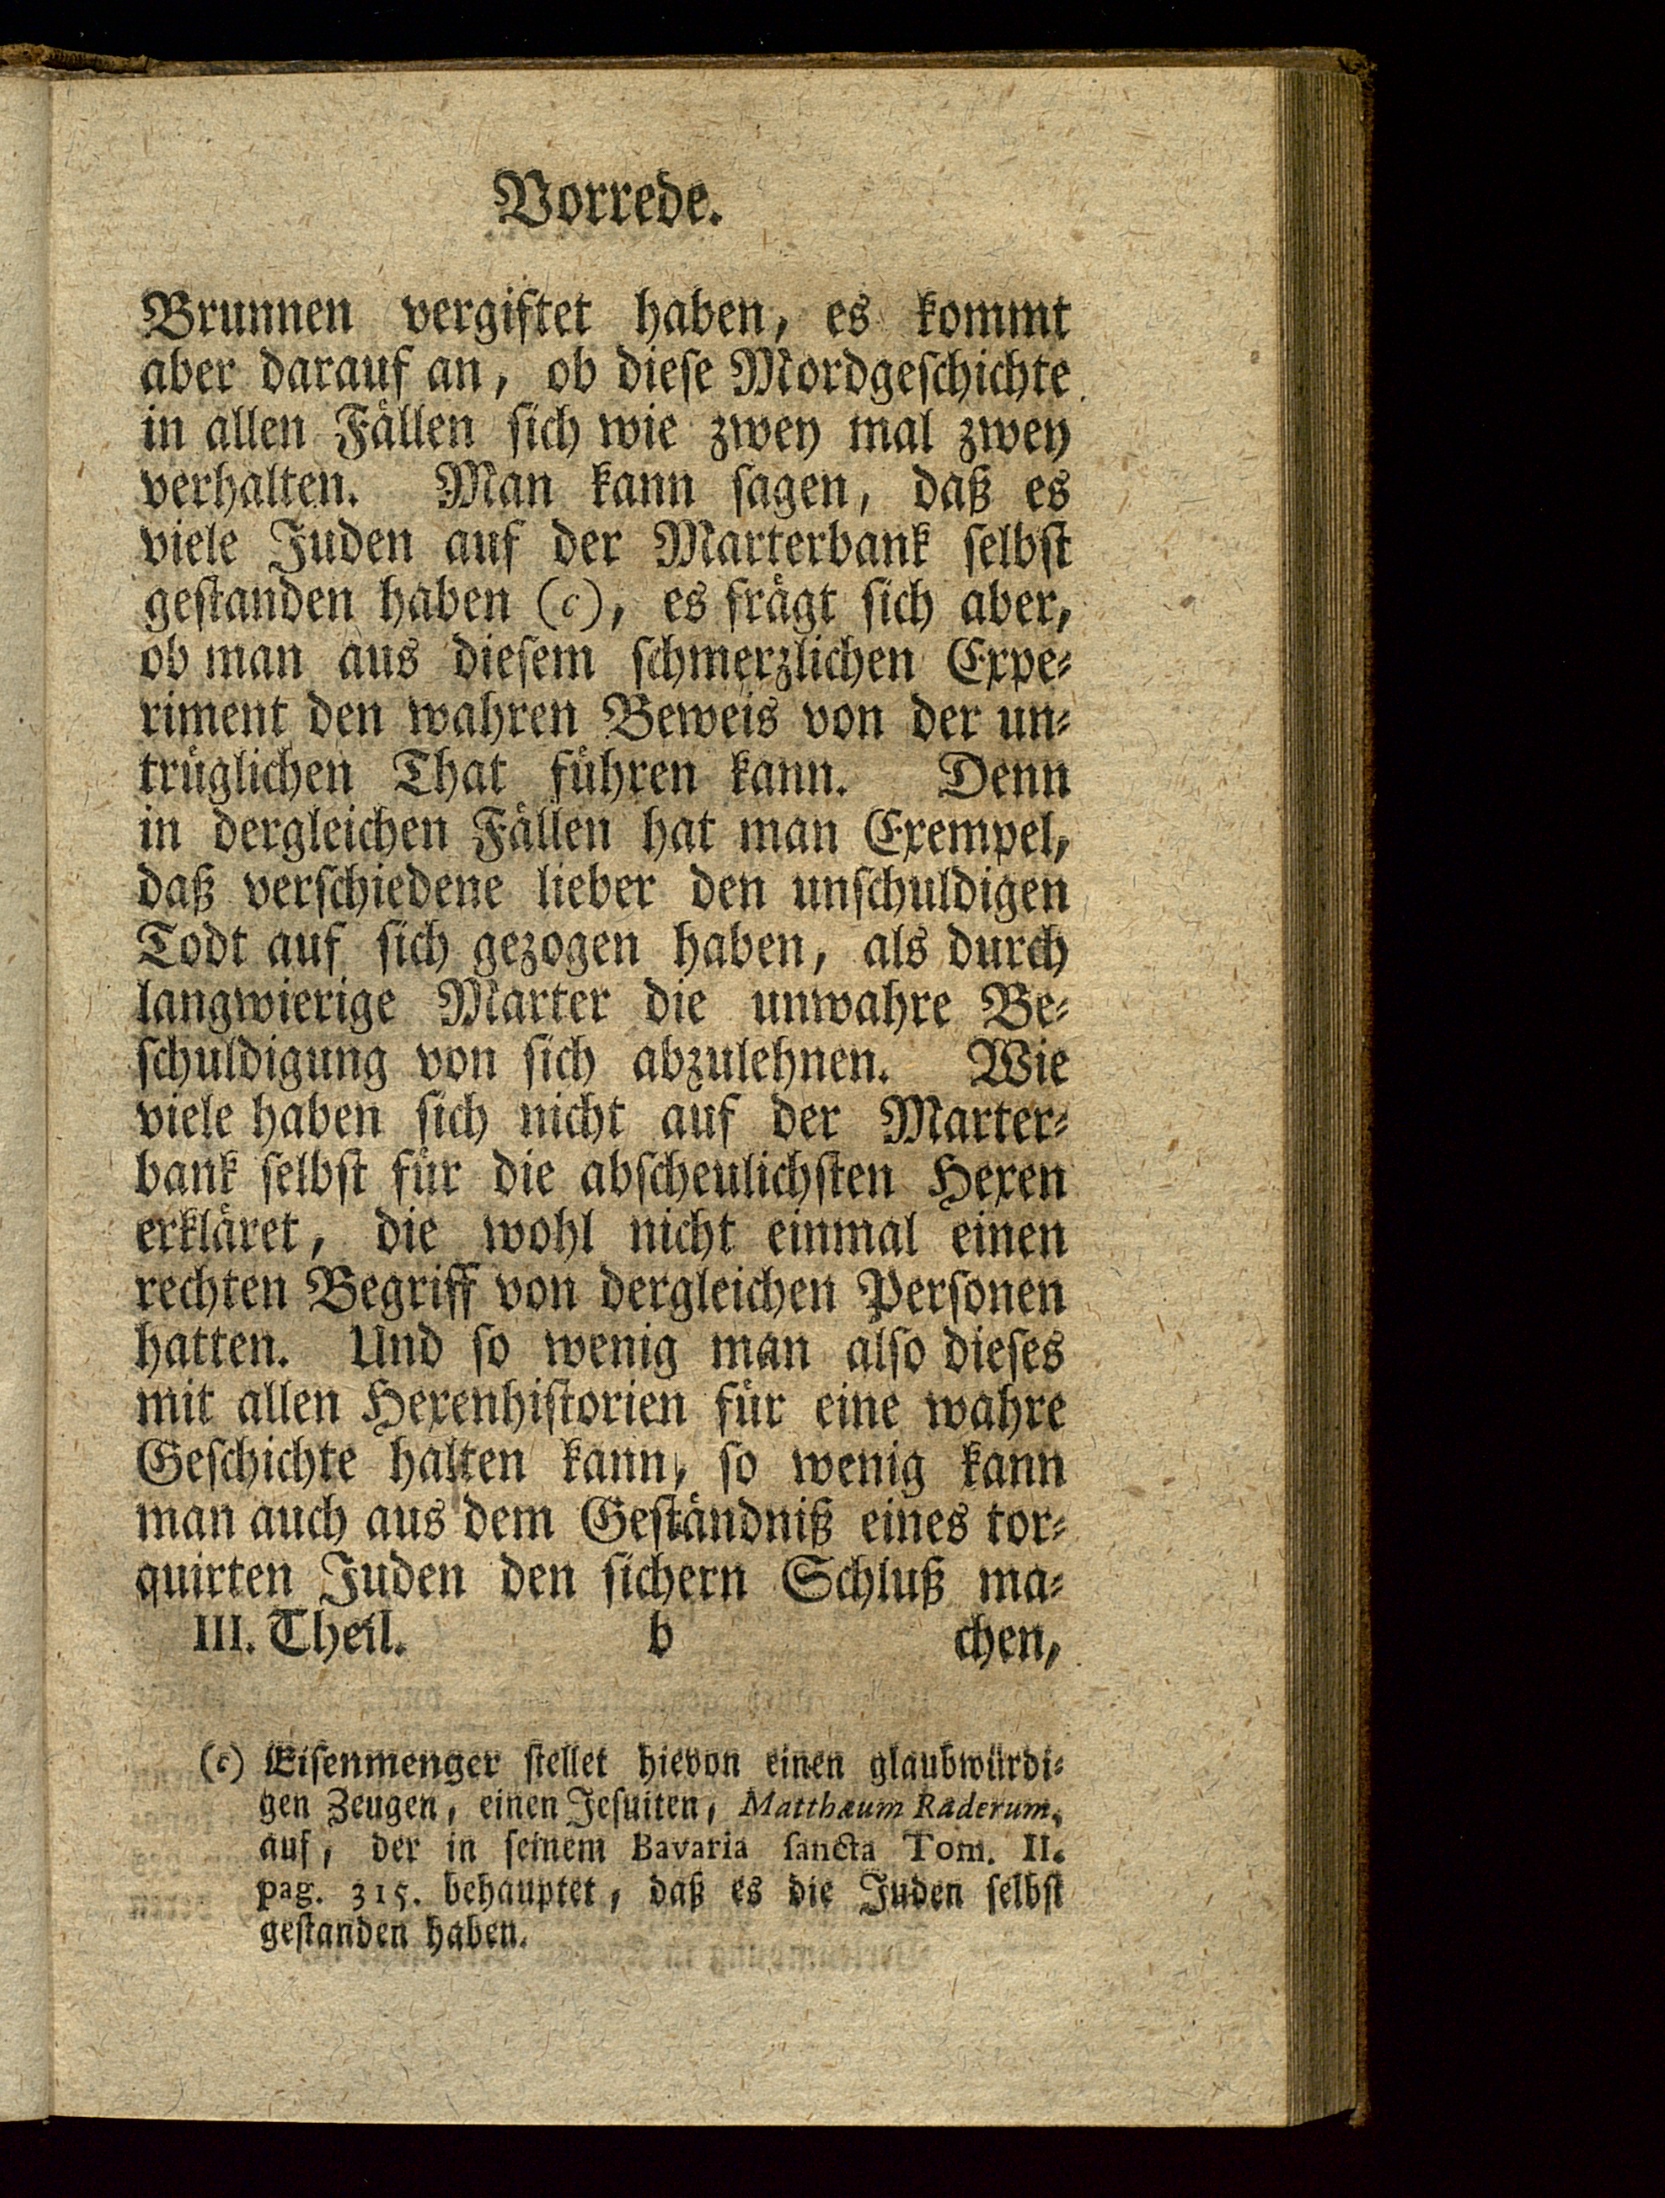 Vorrede.
Brunnen vergiftet haben, es kommt
aber darauf an, ob dieſe Mordgeſchichte
in allen Fällen ſich wie zwey mal zwey
verhalten. Man kann ſagen, daß es
viele Juden auf der Marterbank ſelbſt
geſtanden haben (c), es frägt ſich aber,
ob man aus dieſem ſchmerzlichen Expe⸗
riment den wahren Beweis von der un⸗
trüglichen That führen kann. Denn
in dergleichen Fällen hat man Exempel,
daß verſchiedene lieber den unſchuldigen
Todt auf ſich gezogen haben, als durch
langwierige Marter die unwahre Be⸗
ſchuldigung von ſich abzulehnen. Wie
viele haben ſich nicht auf der Marter⸗
bank ſelbſt für die abſcheulichſten Hexen
erkläret, die wohl nicht einmal einen
rechten Begriff von dergleichen Perſonen
hatten. Und ſo wenig man alſo dieſes
mit allen Hexenhiſtorien für eine wahre
Geſchichte halten kann, ſo wenig kann
man auch aus dem Geſtändniß eines tor⸗
quirten Juden den ſichern Schluß ma⸗
III. Theil. b chen,
(c) Eiſenmenger ſtellet hievon einen glaubwürdi⸗
gen Zeugen, einen Jeſuiten, Matthæum Raderum,
auf, der in ſeinem Bavaria ſancta Tom. II.
pag. 315. behauptet, daß es die Juden ſelbſt
geſtanden haben.